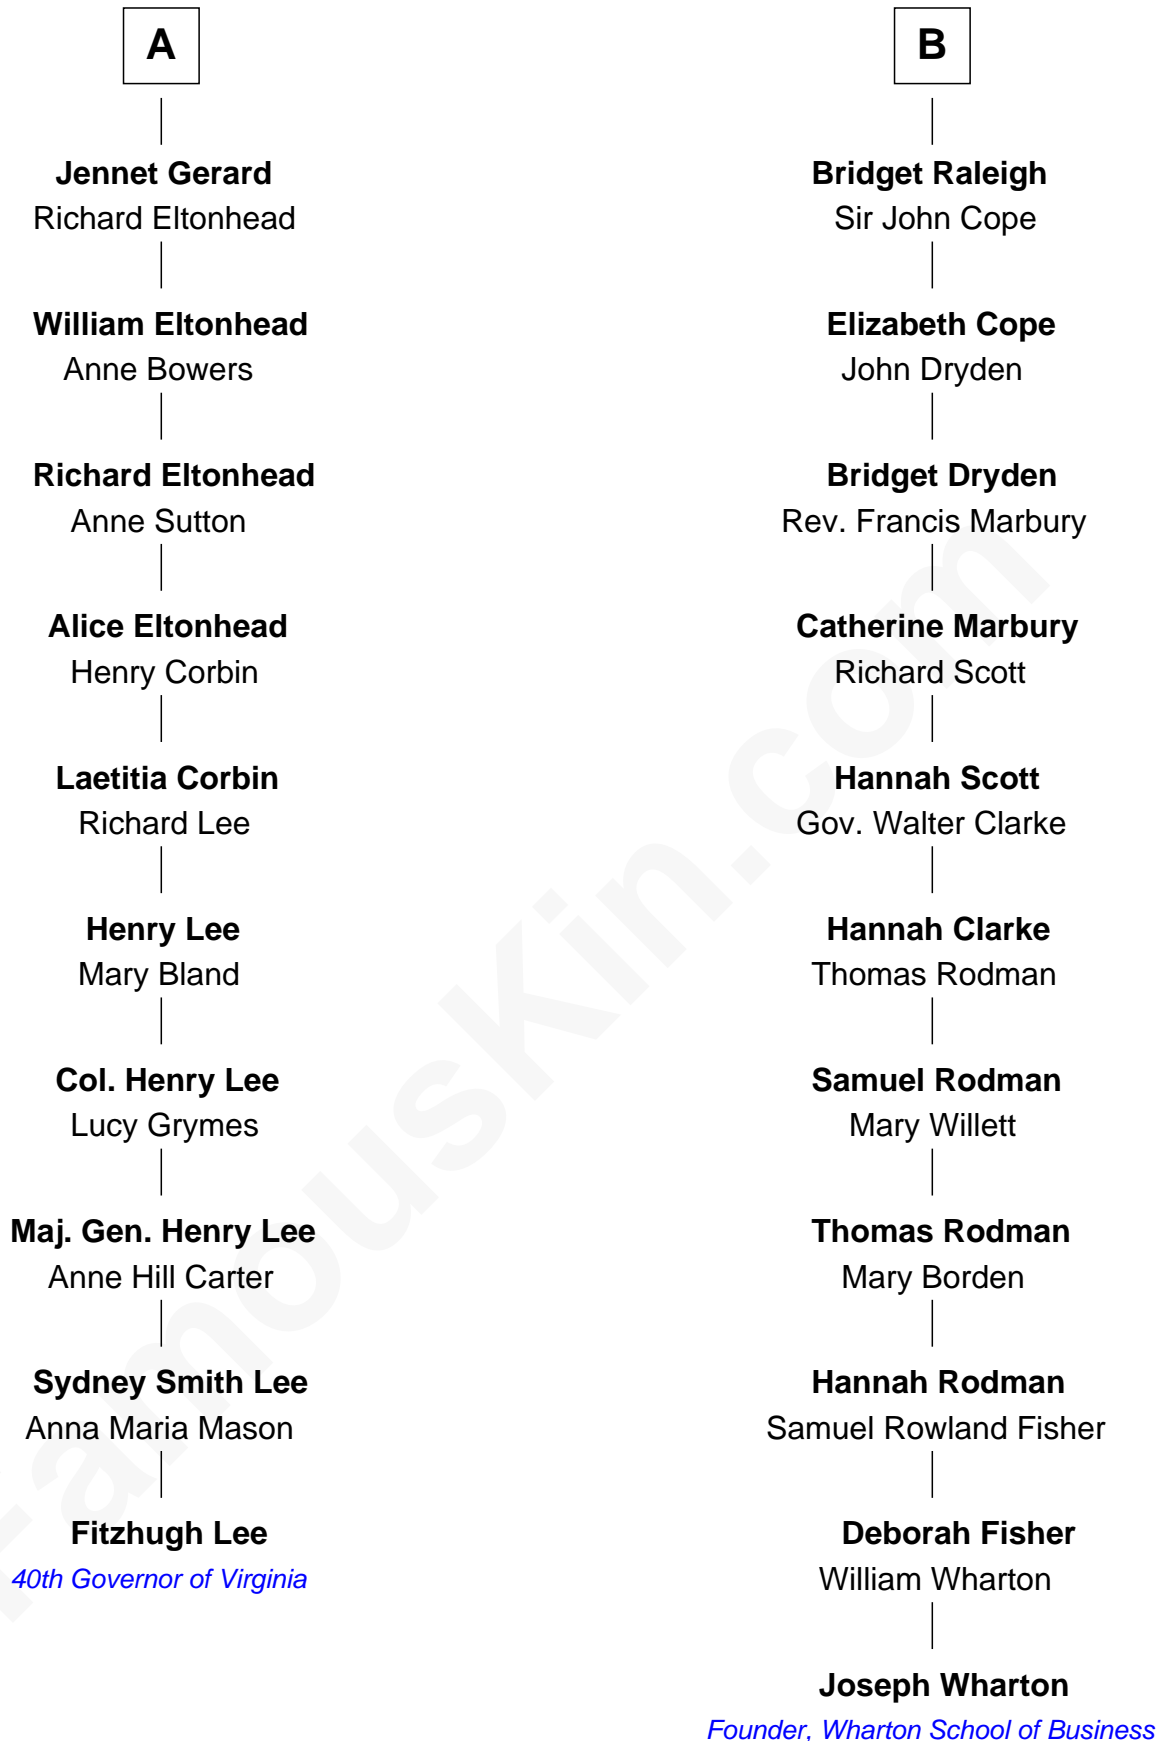 A
Jennet Gerard
Richard Eltonhead
William Eltonhead
Anne Bowers
Richard Eltonhead
Anne Sutton
Alice Eltonhead
Henry Corbin
Laetitia Corbin
Richard Lee
Henry Lee
Mary Bland
Col. Henry Lee
Lucy Grymes
Maj. Gen. Henry Lee
Anne Hill Carter
Sydney Smith Lee
Anna Maria Mason
Fitzhugh Lee
40th Governor of Virginia
B
Bridget Raleigh
Sir John Cope
Elizabeth Cope
John Dryden
Bridget Dryden
Rev. Francis Marbury
Catherine Marbury
Richard Scott
Hannah Scott
Gov. Walter Clarke
Hannah Clarke
Thomas Rodman
Samuel Rodman
Mary Willett
Thomas Rodman
Mary Borden
Hannah Rodman
Samuel Rowland Fisher
Deborah Fisher
William Wharton
Joseph Wharton
Founder, Wharton School of Business
FamousKin.com